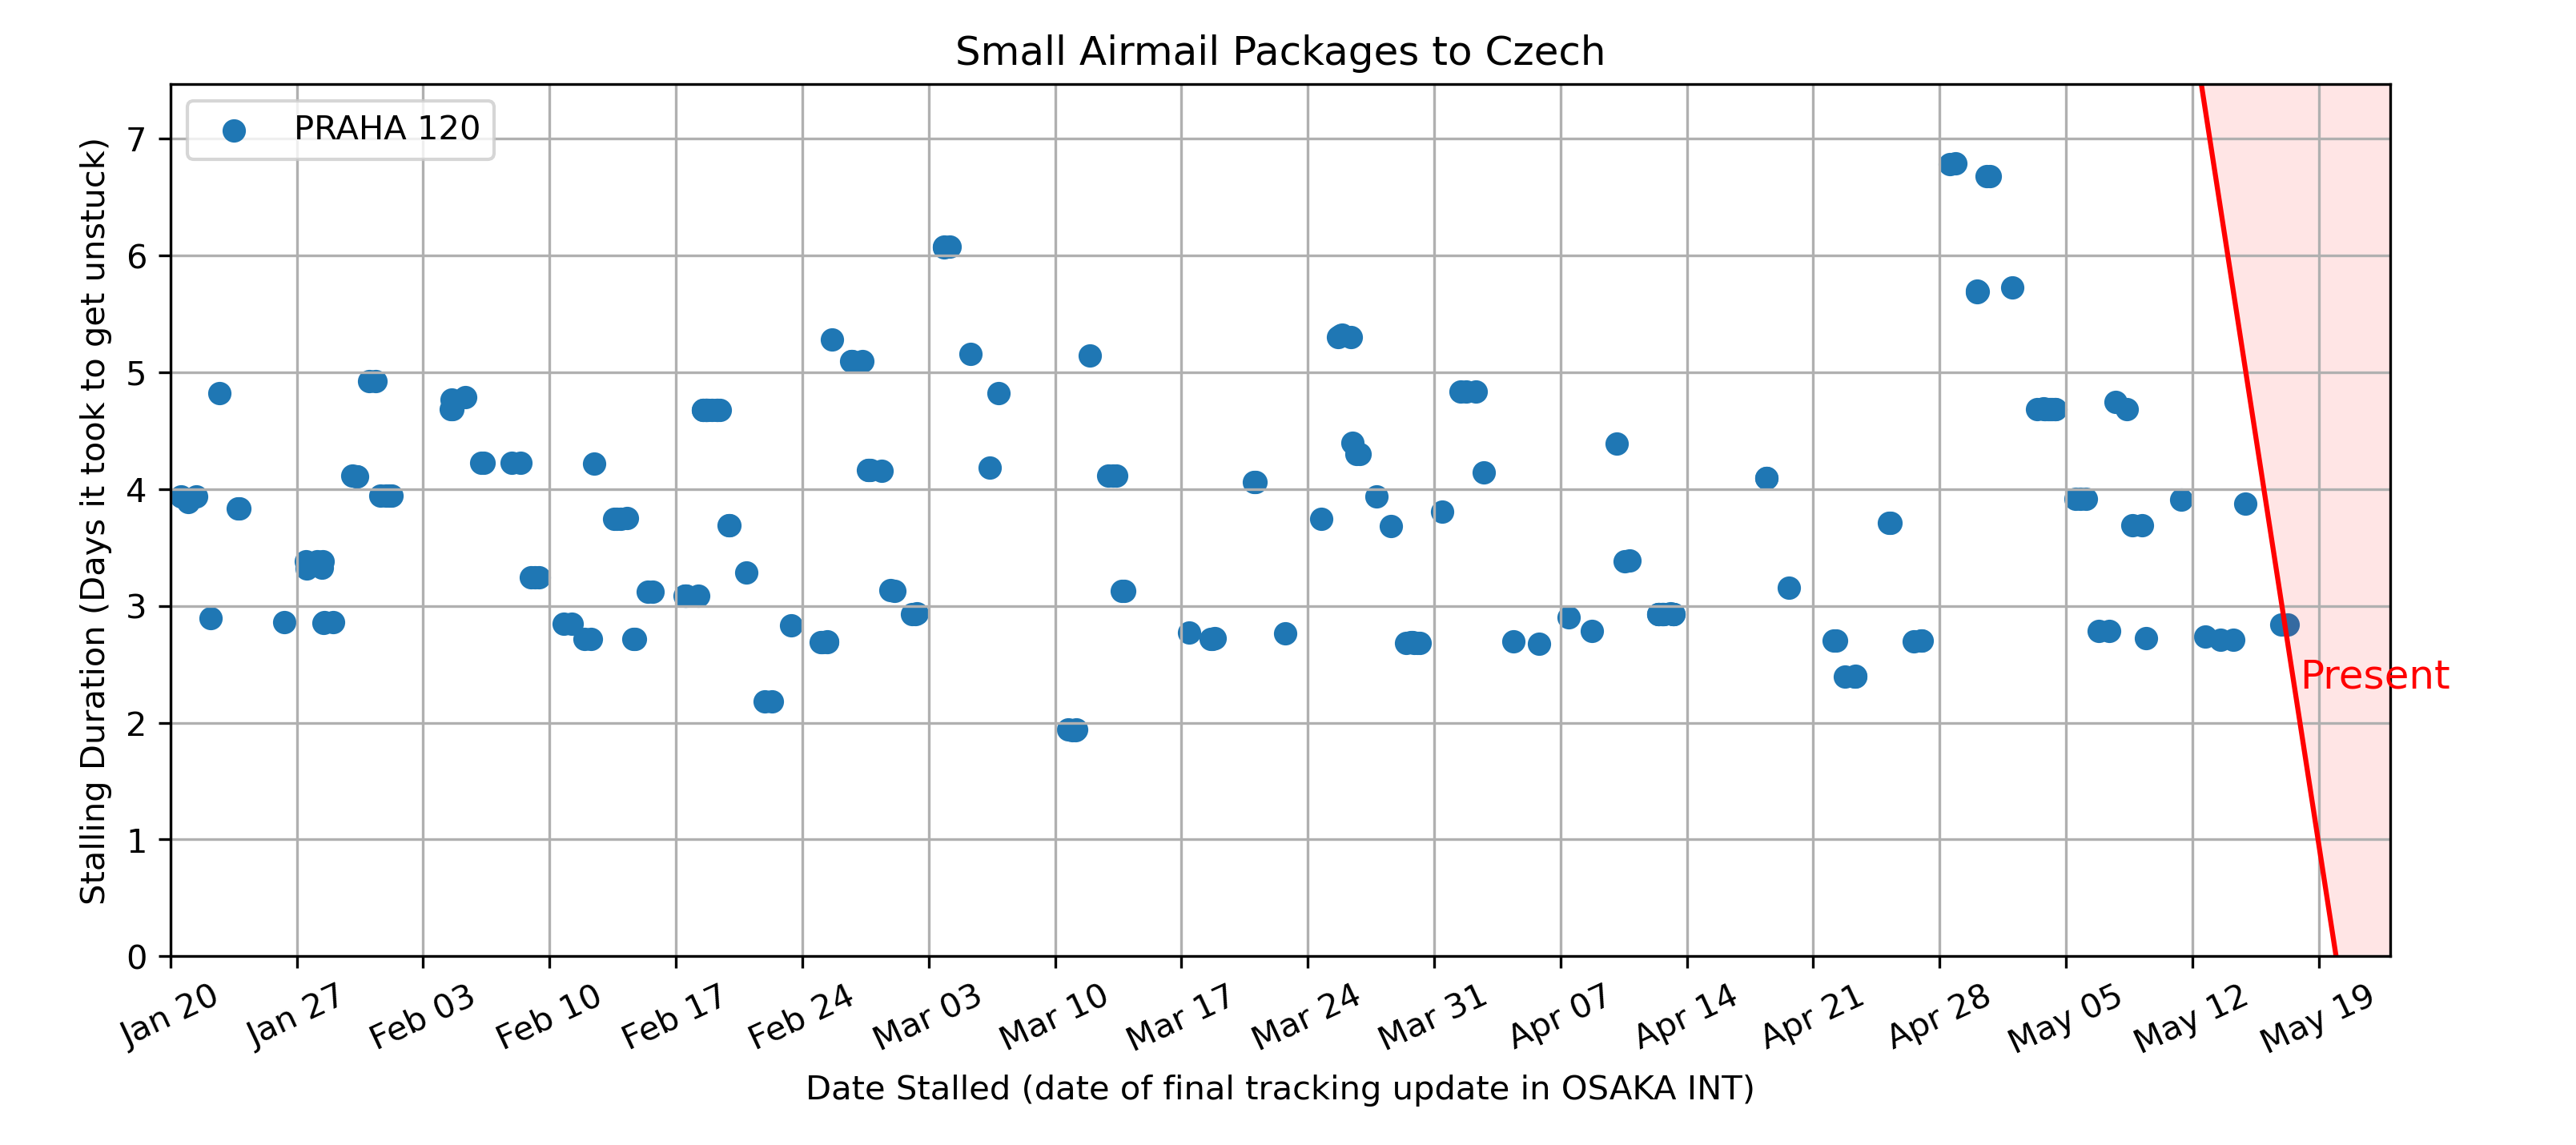 Small Airmail Packages to Czech
PRAHA 120
Stalling Duration (Days it took to get unstuck)
7
6
5
4
3
2
1
0
Present
Jan 20
Jan 27
Feb 03
Feb 10
Feb 17
Feb 24
Mar 03
Mar 10
Mar 17
Mar 24
Mar 31
Apr 07
Apr 14
Apr 21
Apr 28
May 05
May 12
May 19
Date Stalled (date of final tracking update in OSAKA INT)